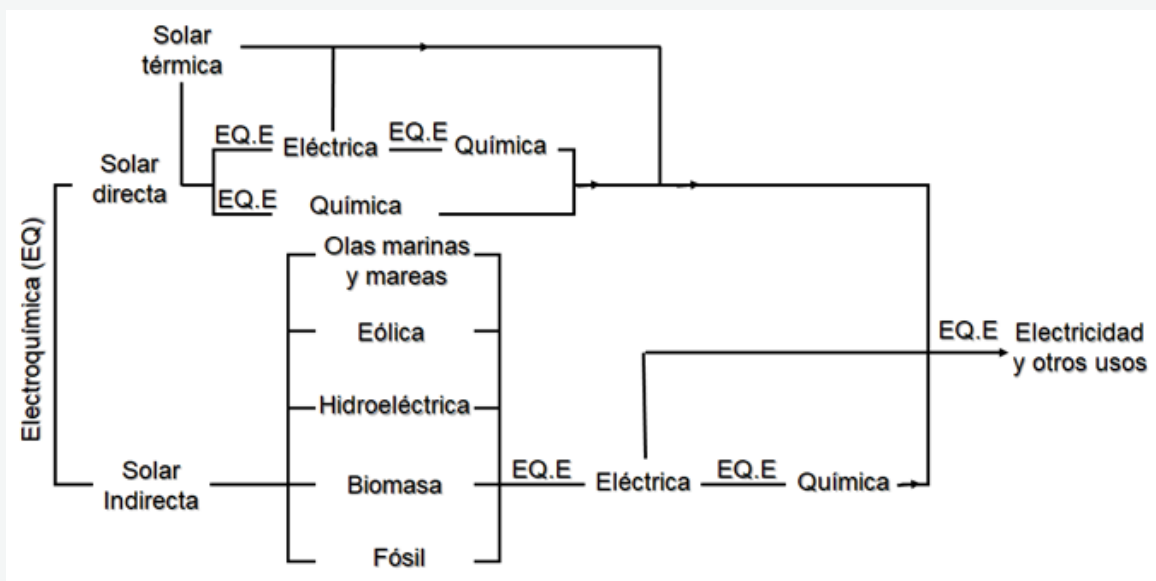 Solar
térmica
EQ.E
Eléctrica
EQ.E
Química
Solar
directa
EQ.E
Química
Electroquímica (EQ)
Olas marinas
y mareas
Eólica
EQ.E
Electricidad
y otros usos
Hidroeléctrica
Solar
Indirecta
Biomasa
EQ.E
Eléctrica
EQ.E
Química
Fósil